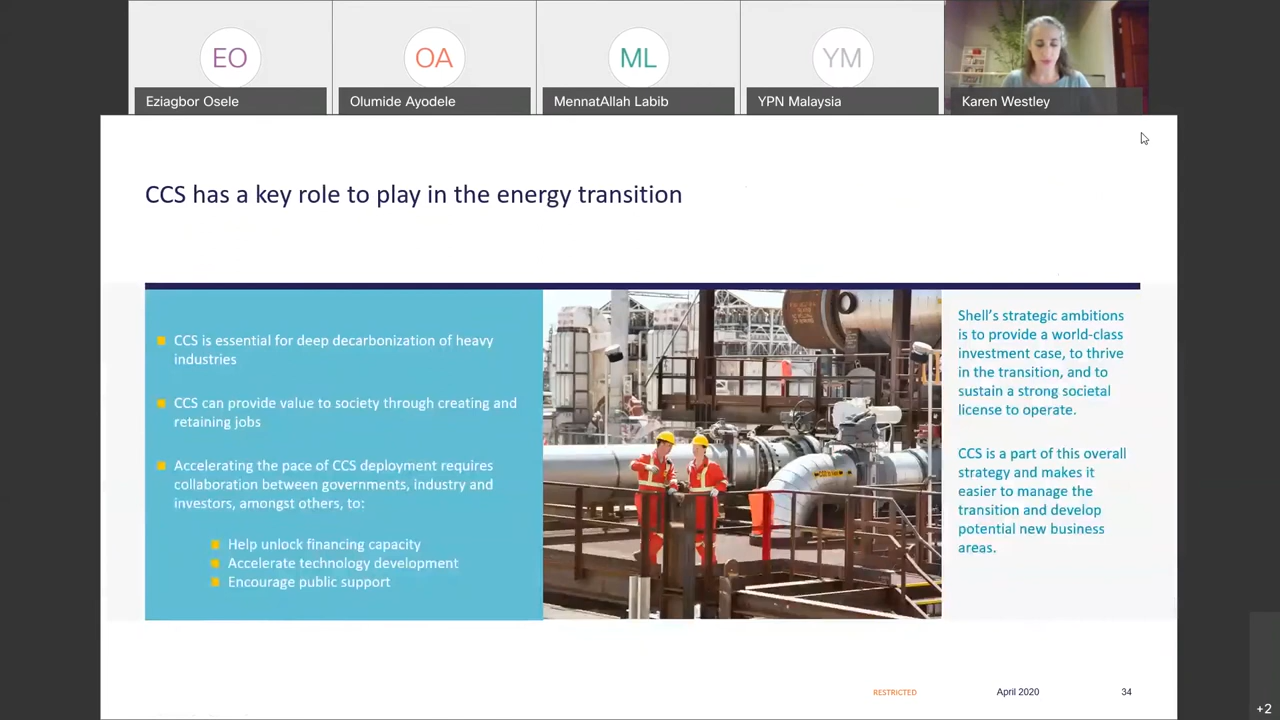 EO
OA
ML
YM
Eziagbor Osele
Olumide Ayodele
MennatAllah Labib
YPN Malaysia
Karen Westley
CCS has a key role to play in the energy transition
CCS is essential for deep decarbonization of heavy
industries
CCS can provide value to society through creating and
retaining jobs
Accelerating the pace of CCS deployment requires
collaboration between governments, industry and
investors, amongst others, to:
Help unlock financing capacity
Accelerate technology development
Encourage public support
Shell’s strategic ambitions
is to provide a world-class
investment case, to thrive
in the transition, and to
sustain a strong societal
license to operate.
CCS is a part of this overall
strategy and makes it
easier to manage the
transition and develop
potential new business
areas.
RESTRICTED
April 2020
34
+2